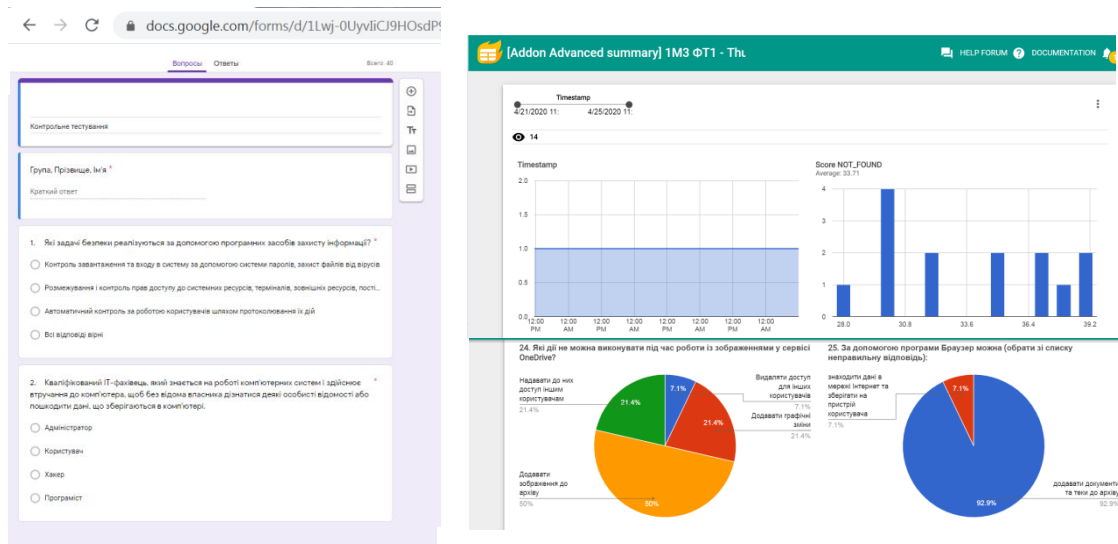 docs.google.com/forms/d/1Lwj-0UyvIiCJ9HOsdP9
Вопросы Ответы Всего: 40
Контрольне тестування
Група, Прізвище, Ім'я *
Краткий ответ
1. Які задачі безпеки реалізуються за допомогою програмних засобів захисту інформації? *
Контроль завантаження та входу в систему за допомогою системи паролів, захист файлів від вірусів
Розмежування і контроль прав доступу до системних ресурсів, терміналів, зовнішніх ресурсів, пості...
Автоматичний контроль за роботою користувачів шляхом протоколювання їх дій
Всі відповіді вірні
2. Кваліфікований ІТ-фахівець, який знається на роботі комп'ютерних систем і здійснює *
втручання до комп'ютера, щоб без відома власника дізнатися деякі особисті відомості або
пошкодити дані, що зберігаються в комп'ютері.
Адміністратор
Користувач
Хакер
Програміст
[Addon Advanced summary] 1М3 ФТ1 - Thu
HELP FORUM ? DOCUMENTATION
Timestamp
4/21/2020 11: 4/25/2020 11:
14
Timestamp
2.0
1.5
1.0
0.5
0.0
12:00 12:00 12:00 12:00 12:00 12:00 12:00 12:00
PM AM PM AM PM AM PM AM
Score NOT_FOUND
Average: 33.71
4
3
2
1
0
28.0 30.8 33.6 36.4 39.2
24. Які дії не можна виконувати під час роботи із зображеннями у сервісі
OneDrive?
Надавати до них
доступ іншим
користувачам
21.4%
Додавати
зображення до
архіву
50%
Видаляти доступ
для інших
користувачів
7.1%
Додавати графічні
зміни
21.4%
7.1%
21.4%
21.4%
50%
25. За допомогою програми Браузер можна (обрати зі списку
неправильну відповідь):
знаходити дані в
мережі Інтернет та
зберігати на
пристрій
користувача
7.1%
7.1%
92.9%
додавати документи
та теки до архіву
92.9%